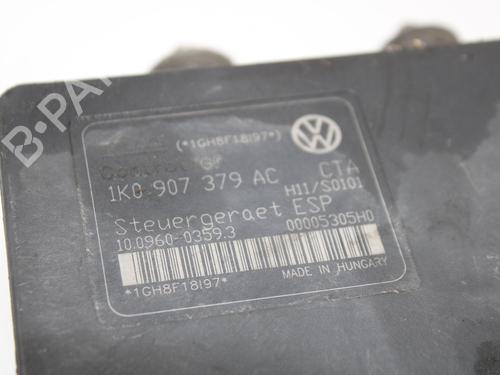 B-PA
(*1GH8F18I97*)
1K0 907 379 AC CTA
H11/S0101
Steuergeraet ESP
10.0960-0359.3 00005305H0
MADE IN HUNGARY
*1GH8F18I97*